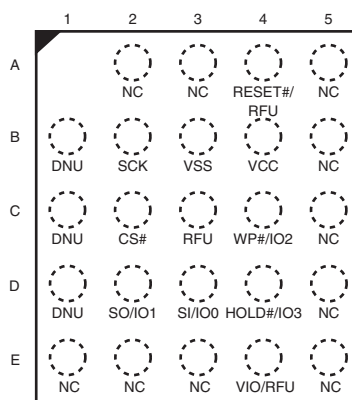 1 2 3 4 5
A
NC NC RESET#/ NC
RFU
B
DNU SCK VSS VCC NC
C
DNU CS# RFU WP#/IO2 NC
D
DNU SO/IO1 SI/IO0 HOLD#/IO3 NC
E
NC NC NC VIO/RFU NC